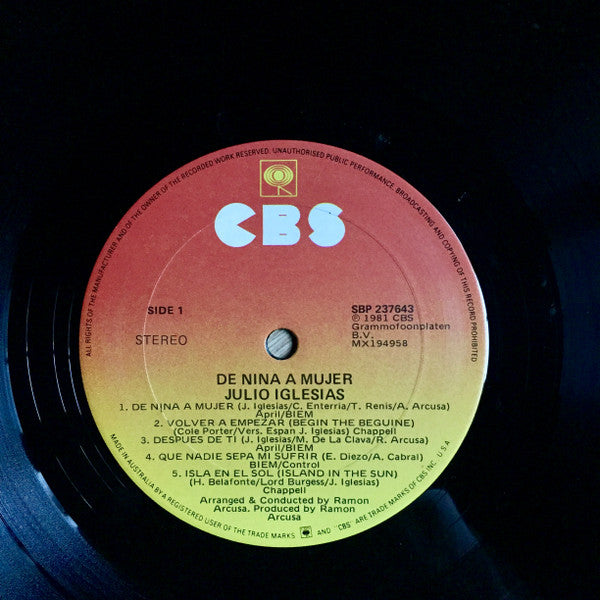 ALL RIGHTS OF THE MANUFACTURER AND OF THE OWNER OF THE RECORDED WORK RESERVED. UNAUTHORISED PUBLIC PERFORMANCE, BROADCASTING AND COPYING OF THIS RECORD PROHIBITED
CBS
SIDE 1
STEREO
SBP 237643
℗ 1981 CBS
Grammofoonplaten
B.V.
MX194958
DE NINA A MUJER
JULIO IGLESIAS
1. DE NINA A MUJER (J. Iglesias/C. Enterria/T. Renis/A. Arcusa)
April/BIEM
2. VOLVER A EMPEZAR (BEGIN THE BEGUINE)
(Cole Porter/Vers. Espan J. Iglesias) Chappell
3. DESPUES DE TI (J. Iglesias/M. De La Clava/R. Arcusa)
April/BIEM
4. QUE NADIE SEPA MI SUFRIR (E. Diezo/A. Cabral)
BIEM/Control
5. ISLA EN EL SOL (ISLAND IN THE SUN)
(H. Belafonte/Lord Burgess/J. Iglesias)
Chappell
Arranged & Conducted by Ramon
Arcusa. Produced by Ramon
Arcusa
MADE IN AUSTRALIA BY A REGISTERED USER OF THE TRADE MARKS AND "CBS" ARE TRADE MARKS OF CBS INC. U.S.A.